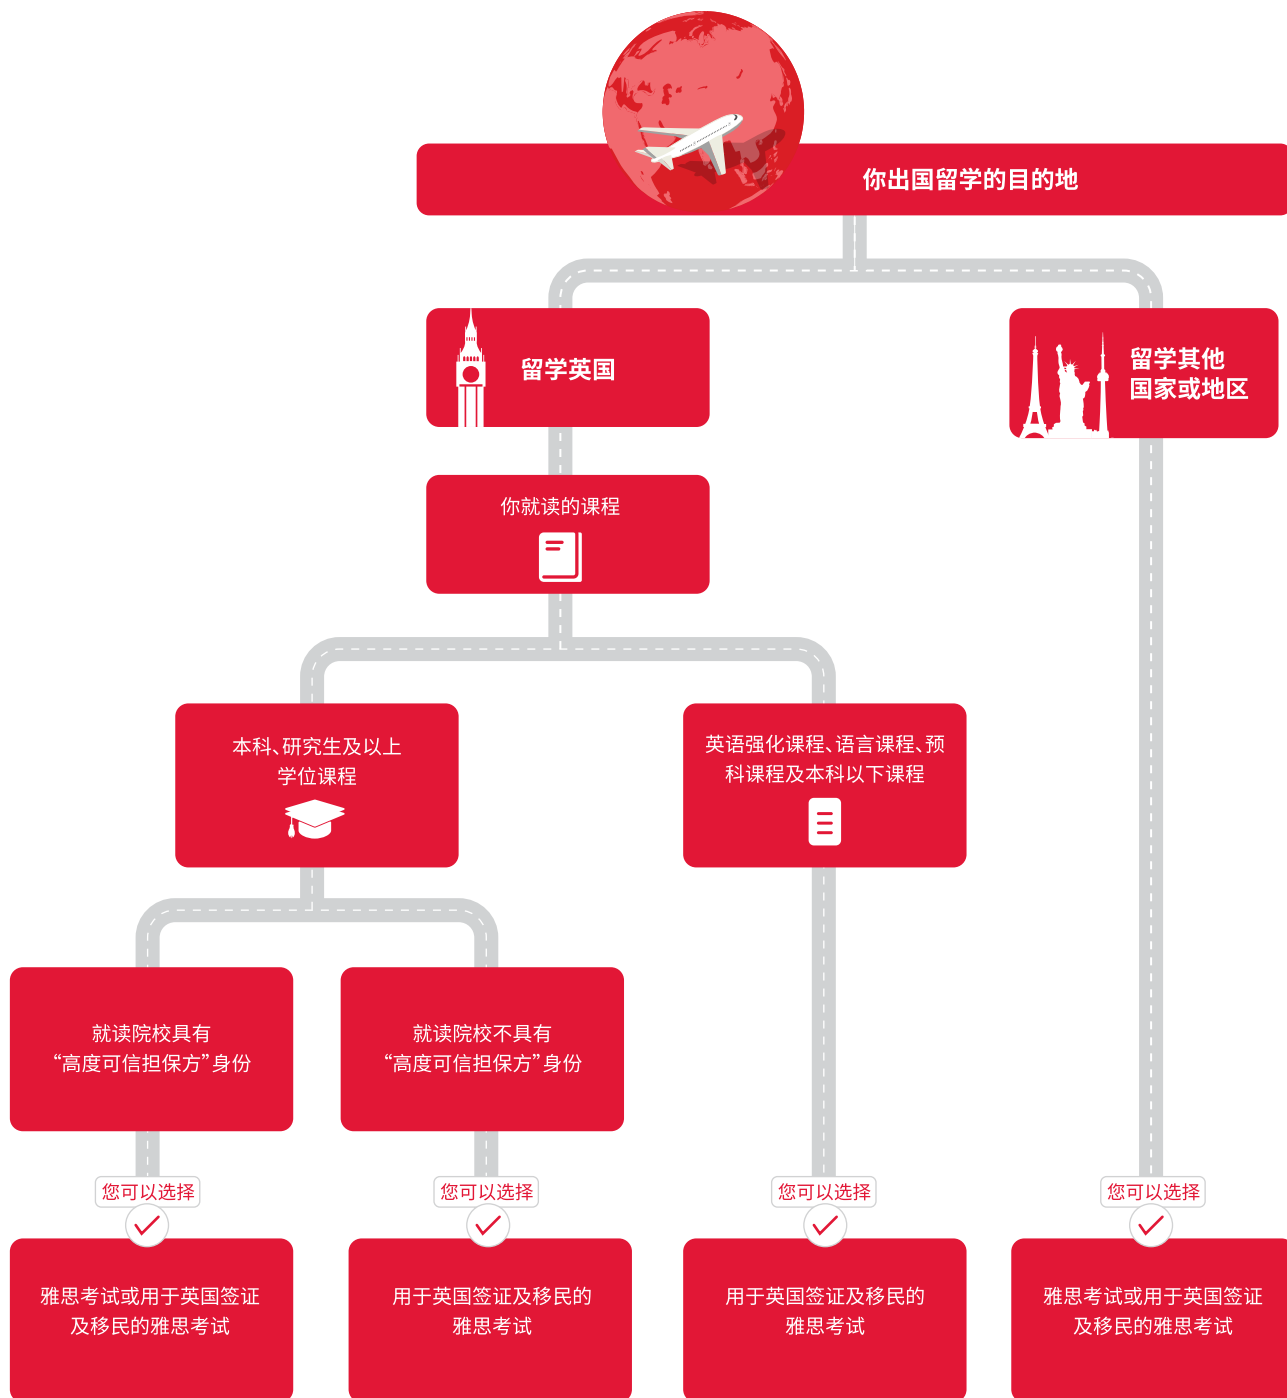 你出国留学的目的地
留学英国
留学其他
国家或地区
你就读的课程
本科、研究生及以上
学位课程
英语强化课程、语言课程、预
科课程及本科以下课程
就读院校具有
“高度可信担保方”身份
就读院校不具有
“高度可信担保方”身份
您可以选择
您可以选择
您可以选择
您可以选择
雅思考试或用于英国签证
及移民的雅思考试
用于英国签证及移民的
雅思考试
用于英国签证及移民的
雅思考试
雅思考试或用于英国签证
及移民的雅思考试